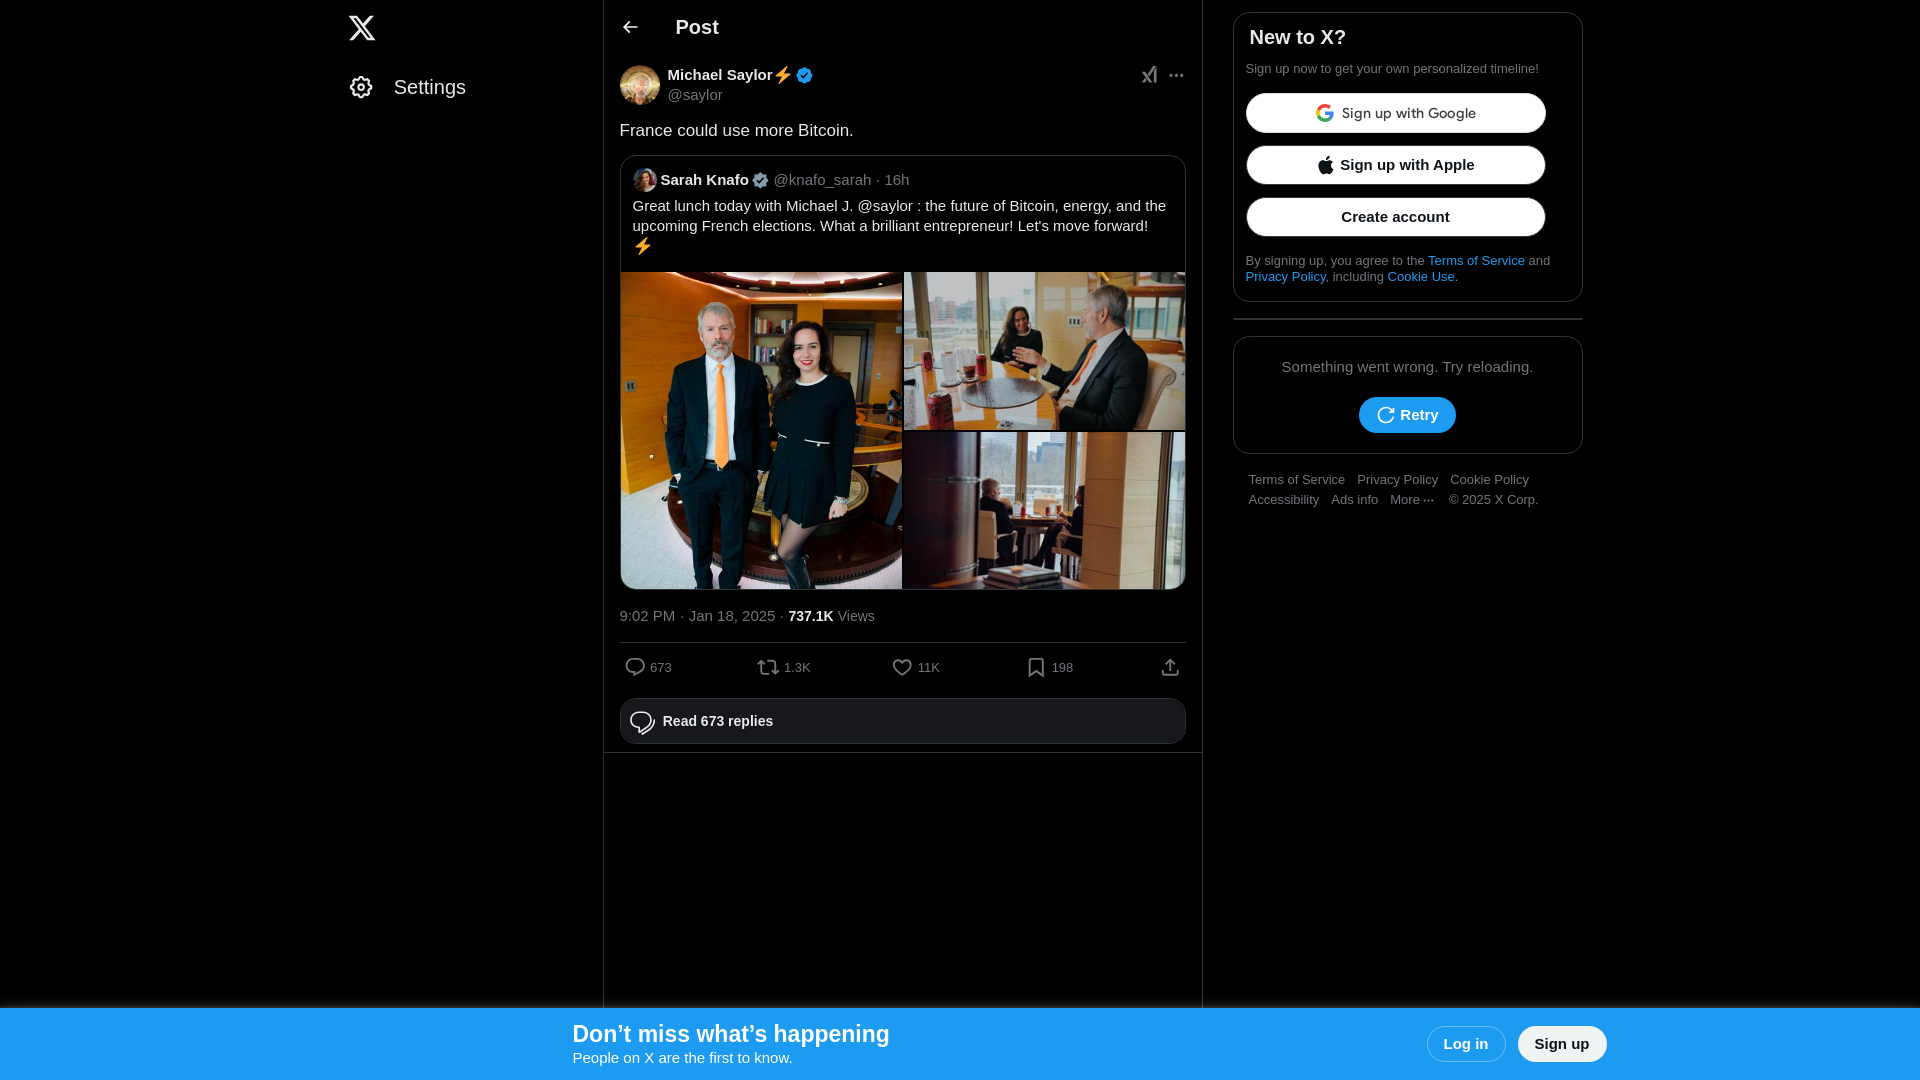 Settings
Post
Michael Saylor⚡
@saylor
France could use more Bitcoin.
Sarah Knafo @knafo_sarah · 16h
Great lunch today with Michael J. @saylor : the future of Bitcoin, energy, and the
upcoming French elections. What a brilliant entrepreneur! Let's move forward!
⚡
9:02 PM · Jan 18, 2025 · 737.1K Views
673 1.3K 11K 198
Read 673 replies
New to X?
Sign up now to get your own personalized timeline!
Sign up with Google
Sign up with Apple
Create account
By signing up, you agree to the Terms of Service and
Privacy Policy, including Cookie Use.
Something went wrong. Try reloading.
Retry
Terms of Service Privacy Policy Cookie Policy
Accessibility Ads info More ··· © 2025 X Corp.
Don’t miss what’s happening
People on X are the first to know.
Log in
Sign up